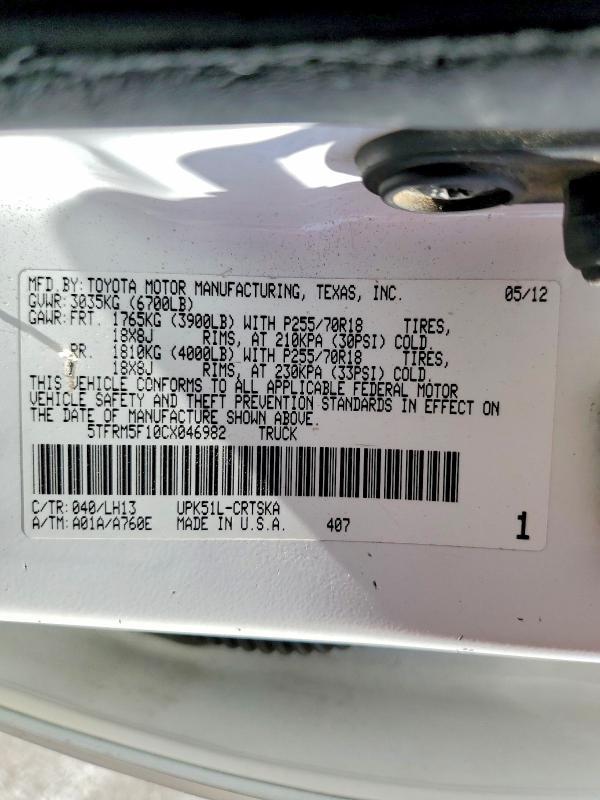 MFD. BY: TOYOTA MOTOR MANUFACTURING, TEXAS, INC. 05/12
GVWR: 3035KG (6700LB)
GAWR: FRT. 1765KG (3900LB) WITH P255/70R18 TIRES,
18X8J RIMS, AT 210KPA (30PSI) COLD.
RR. 1810KG (4000LB) WITH P255/70R18 TIRES,
18X8J RIMS, AT 230KPA (33PSI) COLD.
THIS VEHICLE CONFORMS TO ALL APPLICABLE FEDERAL MOTOR
VEHICLE SAFETY AND THEFT PREVENTION STANDARDS IN EFFECT ON
THE DATE OF MANUFACTURE SHOWN ABOVE.
5TFRM5F10CX046982 TRUCK
C/TR: 040/LH13 UPK51L-CRTSKA
A/TM: A01A/A760E MADE IN U.S.A. 407 1